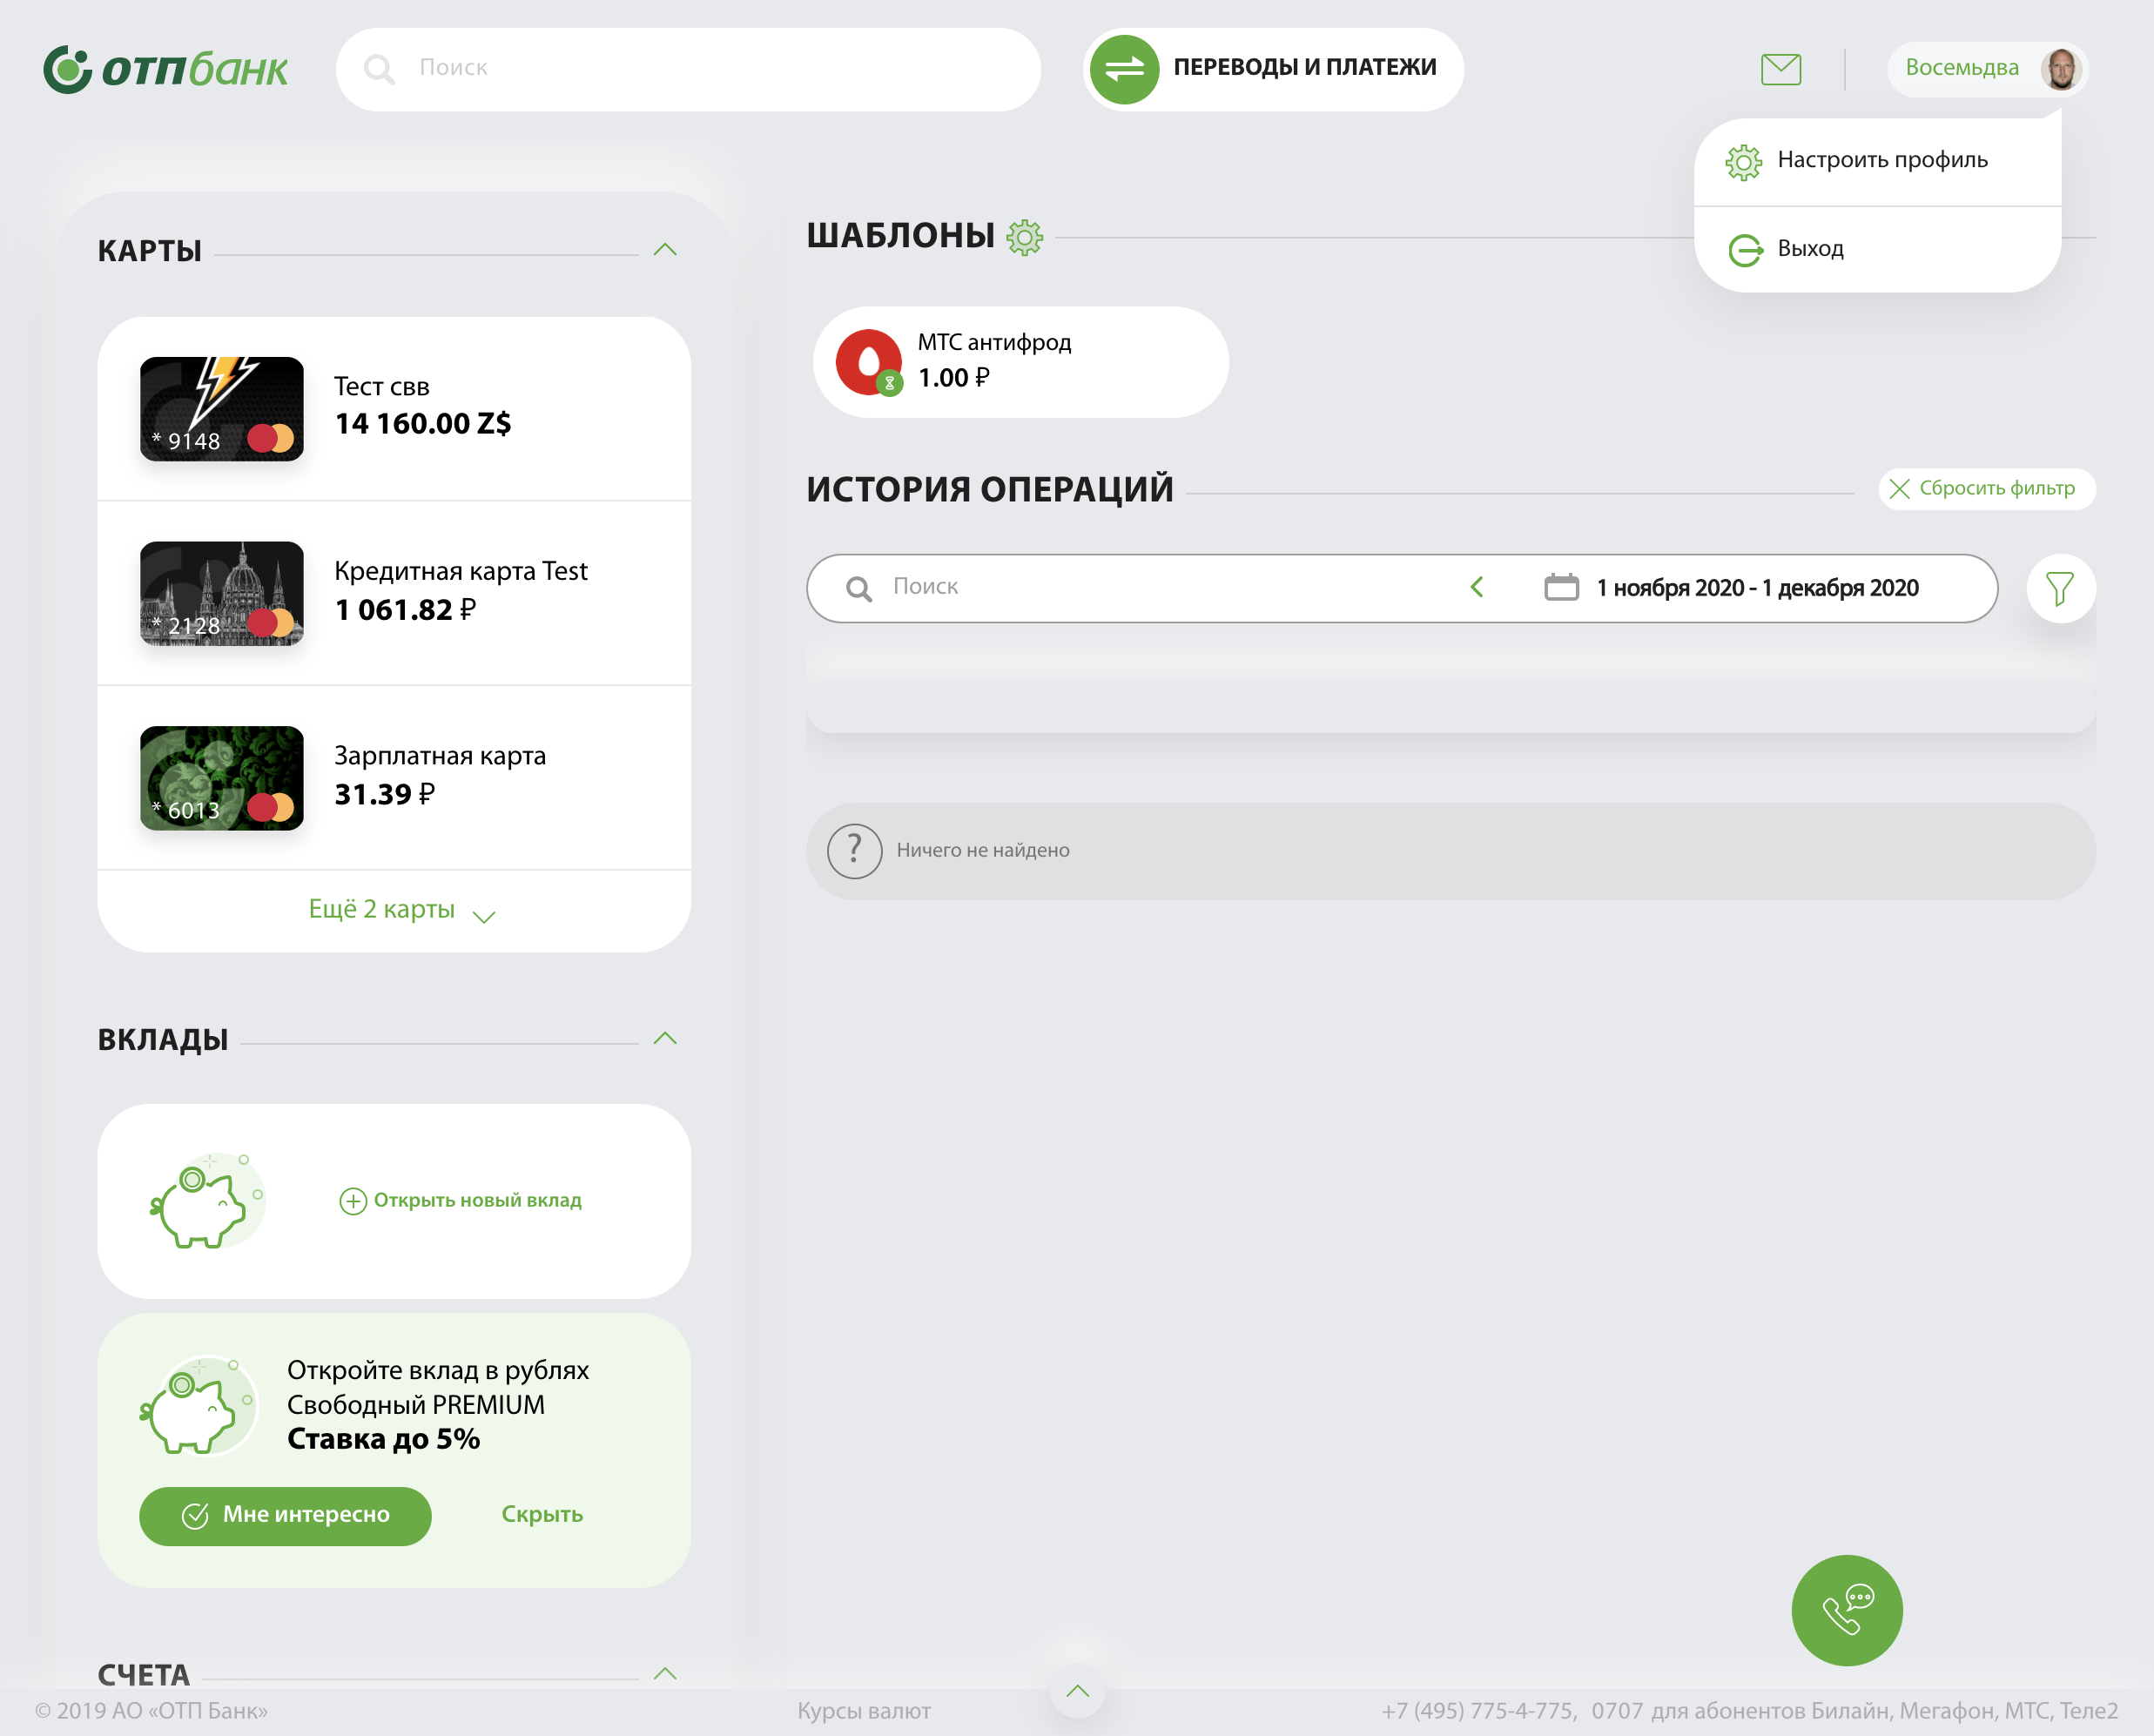 отпбанк
Поиск
ПЕРЕВОДЫ И ПЛАТЕЖИ
Восемьдва
Настроить профиль
Выход
КАРТЫ
* 9148
Тест свв
14 160.00 Z$
* 2128
Кредитная карта Test
1 061.82 ₽
* 6013
Зарплатная карта
31.39 ₽
Ещё 2 карты
ВКЛАДЫ
Открыть новый вклад
Откройте вклад в рублях
Свободный PREMIUM
Ставка до 5%
Мне интересно
Скрыть
СЧЕТА
ШАБЛОНЫ
МТС антифрод
1.00 ₽
ИСТОРИЯ ОПЕРАЦИЙ
Сбросить фильтр
Поиск
1 ноября 2020 - 1 декабря 2020
?
Ничего не найдено
© 2019 АО «ОТП Банк»
Курсы валют
+7 (495) 775-4-775, 0707 для абонентов Билайн, Мегафон, МТС, Теле2